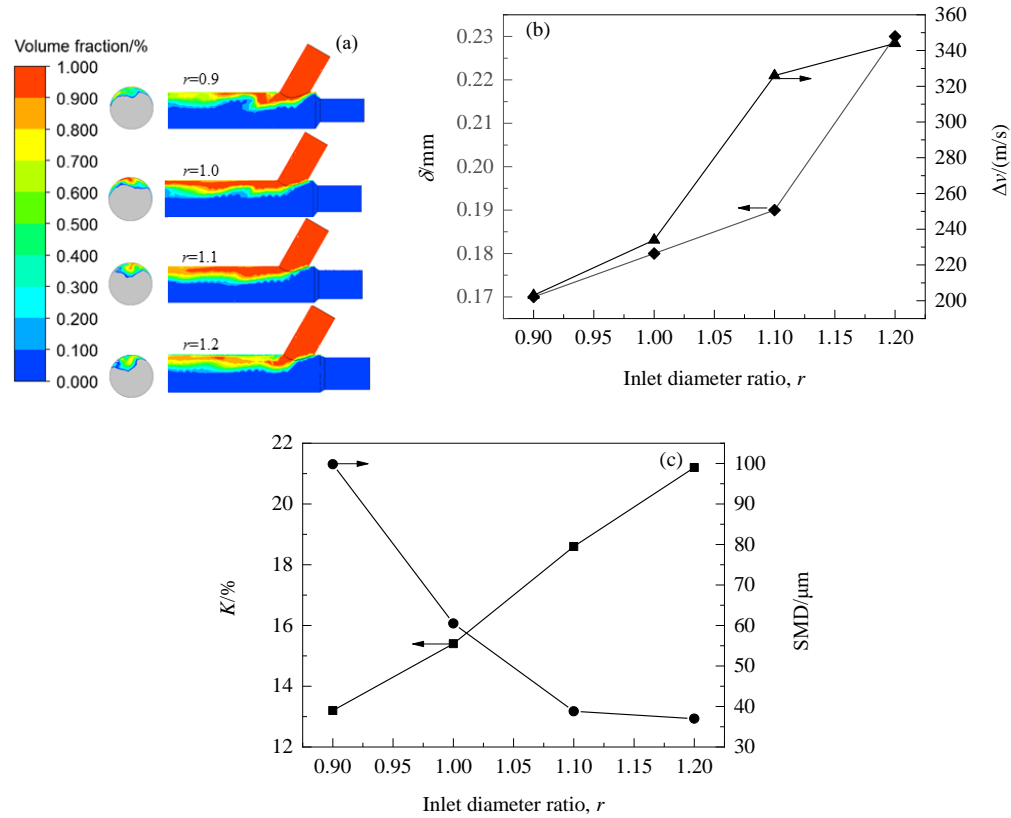 Volume fraction/%
(a)
1.000
0.900
0.800
0.700
0.600
0.500
0.400
0.300
0.200
0.100
0.000
r=0.9
r=1.0
r=1.1
r=1.2
(b)
δ/mm
0.23
0.22
0.21
0.20
0.19
0.18
0.17
0.90 0.95 1.00 1.05 1.10 1.15 1.20
Inlet diameter ratio, r
360
340
320
300
280
260
240
220
200
Δv/(m/s)
(c)
K/%
22
20
18
16
14
12
0.90 0.95 1.00 1.05 1.10 1.15 1.20
Inlet diameter ratio, r
100
90
80
70
60
50
40
30
SMD/μm